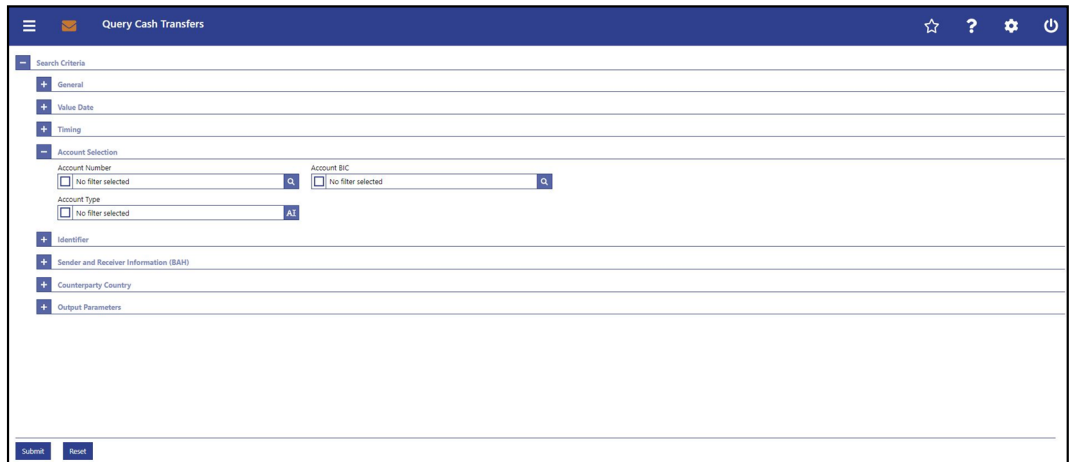 Query Cash Transfers
Search Criteria
General
Value Date
Timing
Account Selection
Account Number Account BIC
No filter selected No filter selected
Account Type
No filter selected AI
Identifier
Sender and Receiver Information (BAH)
Counterparty Country
Output Parameters
Submit Reset